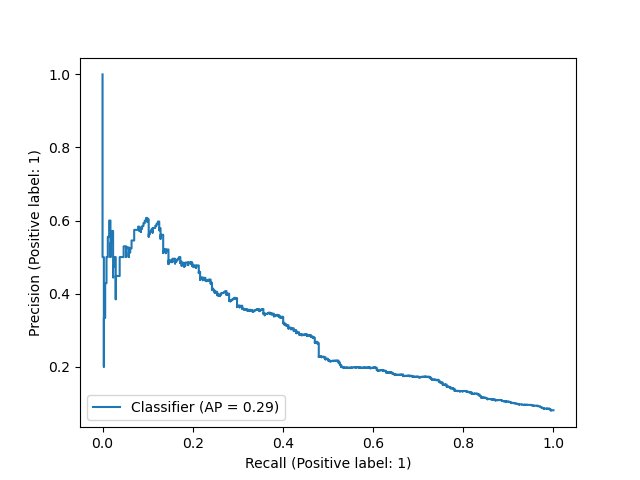 1.0
0.8
0.6
0.4
0.2
Precision (Positive label: 1)
Classifier (AP = 0.29)
0.0 0.2 0.4 0.6 0.8 1.0
Recall (Positive label: 1)